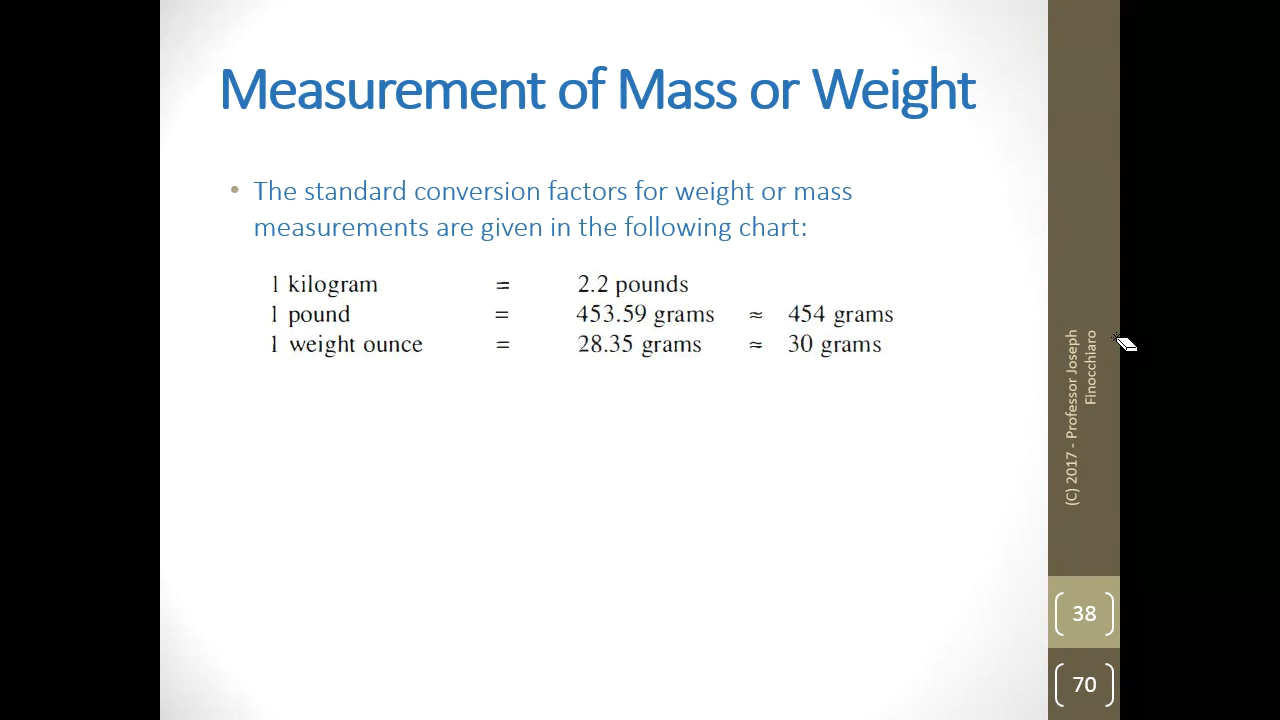 Measurement of Mass or Weight
• The standard conversion factors for weight or mass
measurements are given in the following chart:
1 kilogram = 2.2 pounds
1 pound = 453.59 grams ≈ 454 grams
1 weight ounce = 28.35 grams ≈ 30 grams
(C) 2017 - Professor Joseph
Finocchiaro
38
70